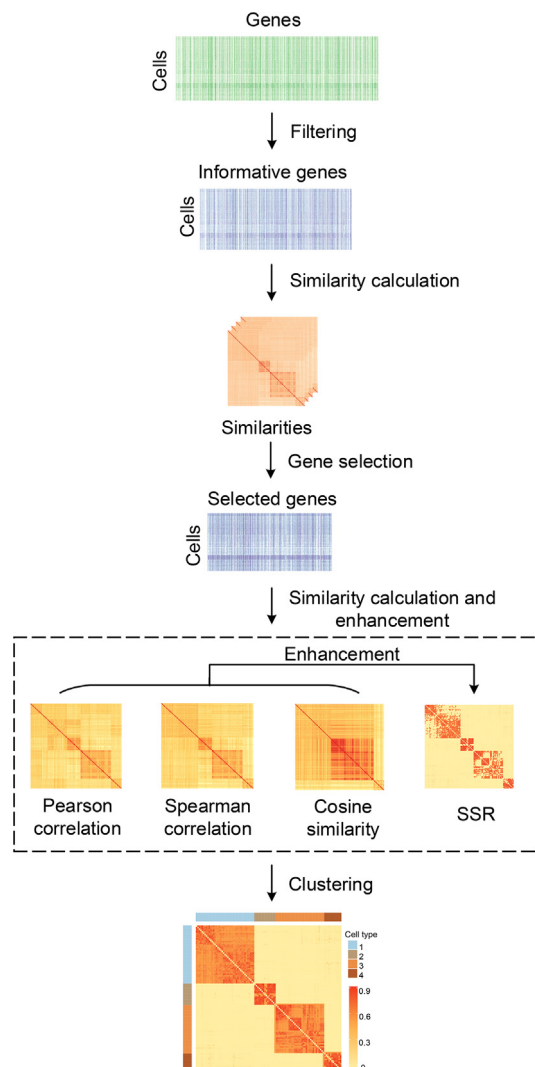 Genes
Cells
Filtering
Informative genes
Cells
Similarity calculation
Similarities
Gene selection
Selected genes
Cells
Similarity calculation and
enhancement
Enhancement
Pearson
correlation
Spearman
correlation
Cosine
similarity
SSR
Clustering
Cell type
1
2
3
4
0.9
0.6
0.3
0